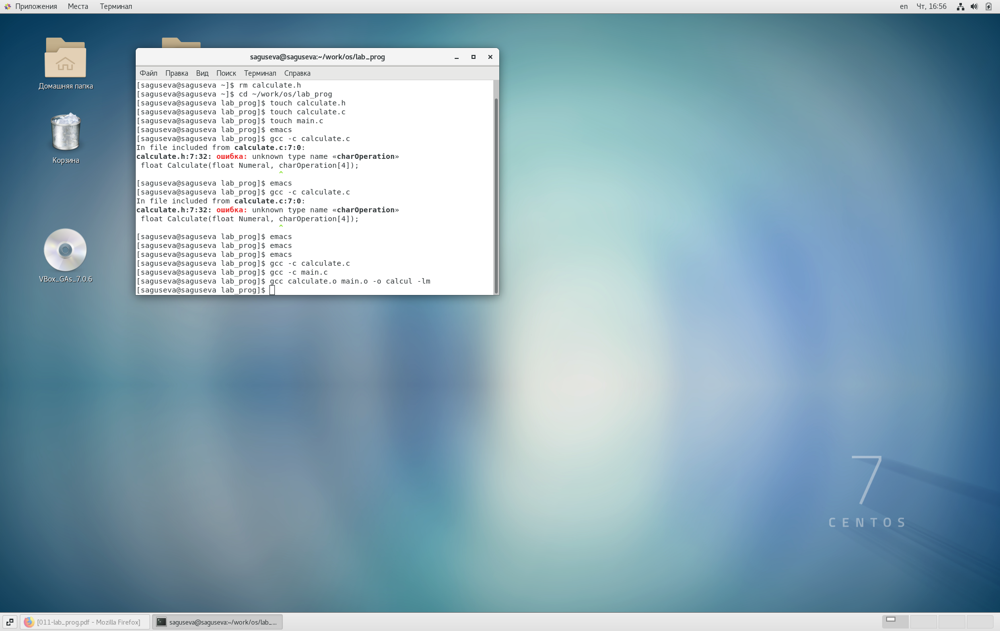 Приложения Места Терминал en Чт, 16:56
Домашняя папка
Корзина
VBox_GAs_7.0.6
saguseva@saguseva:~/work/os/lab_prog
Файл Правка Вид Поиск Терминал Справка
[saguseva@saguseva ~]$ rm calculate.h
[saguseva@saguseva ~]$ cd ~/work/os/lab_prog
[saguseva@saguseva lab_prog]$ touch calculate.h
[saguseva@saguseva lab_prog]$ touch calculate.c
[saguseva@saguseva lab_prog]$ touch main.c
[saguseva@saguseva lab_prog]$ emacs
[saguseva@saguseva lab_prog]$ gcc -c calculate.c
In file included from calculate.c:7:0:
calculate.h:7:32: ошибка: unknown type name «charOperation»
 float Calculate(float Numeral, charOperation[4]);
^
[saguseva@saguseva lab_prog]$ emacs
[saguseva@saguseva lab_prog]$ gcc -c calculate.c
In file included from calculate.c:7:0:
calculate.h:7:32: ошибка: unknown type name «charOperation»
 float Calculate(float Numeral, charOperation[4]);
^
[saguseva@saguseva lab_prog]$ emacs
[saguseva@saguseva lab_prog]$ emacs
[saguseva@saguseva lab_prog]$ emacs
[saguseva@saguseva lab_prog]$ gcc -c calculate.c
[saguseva@saguseva lab_prog]$ gcc -c main.c
[saguseva@saguseva lab_prog]$ gcc calculate.o main.o -o calcul -lm
[saguseva@saguseva lab_prog]$
7
CENTOS
[011-lab_prog.pdf - Mozilla Firefox] saguseva@saguseva:~/work/os/lab_...